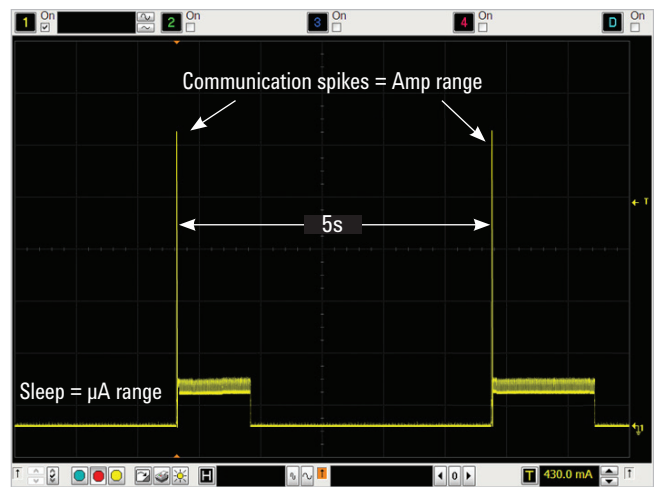 1 On 2 On 3 On 4 On D On
Communication spikes = Amp range
T
5s
Sleep = µA range
1
H T 0 T 430.0 mA